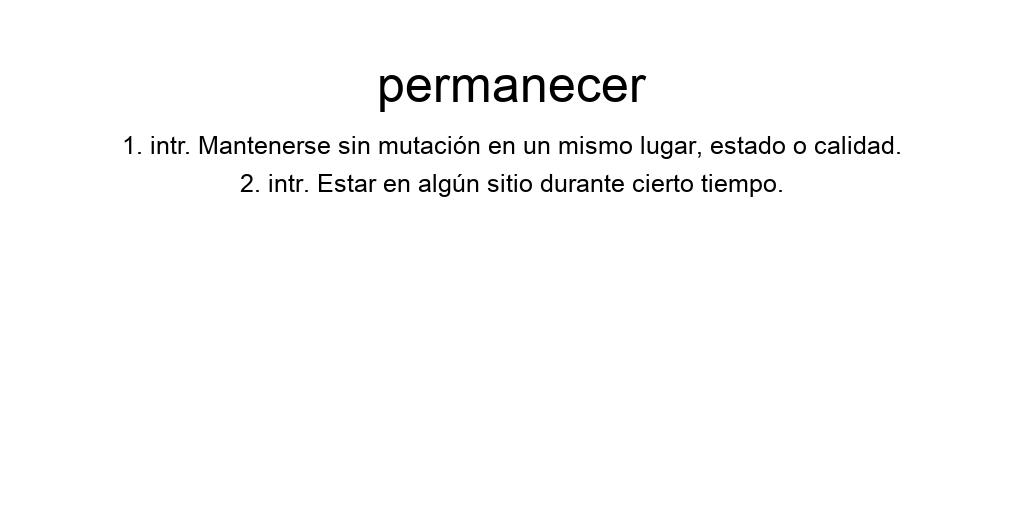 permanecer
1. intr. Mantenerse sin mutación en un mismo lugar, estado o calidad.
2. intr. Estar en algún sitio durante cierto tiempo.